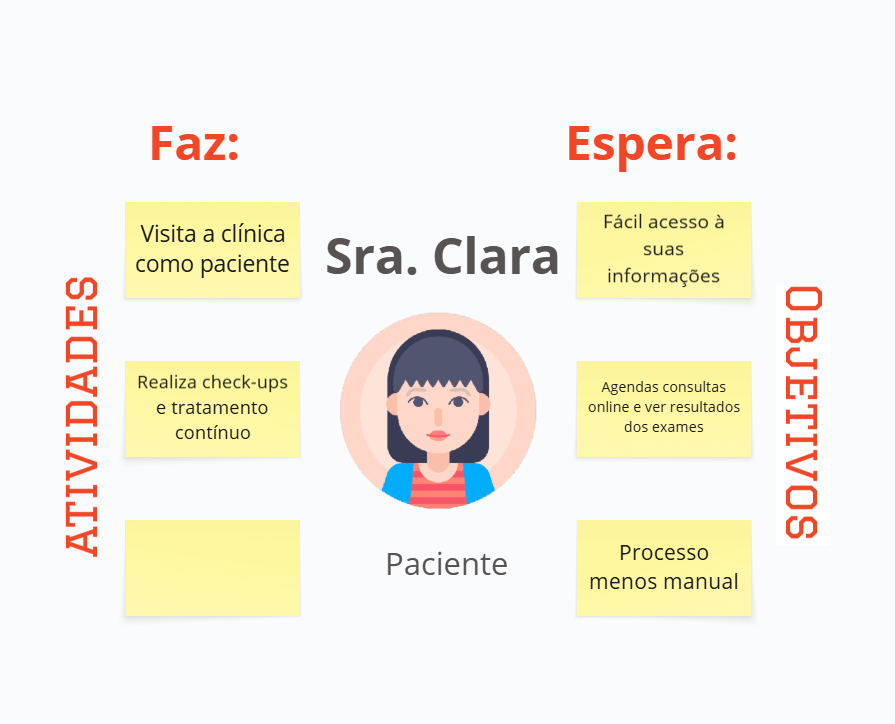 Faz:
Espera:
ATIVIDADES
Visita a clínica
como paciente
Realiza check-ups
e tratamento
contínuo
Sra. Clara
Paciente
Fácil acesso à
suas
informações
Agendas consultas
online e ver resultados
dos exames
Processo
menos manual
OBJETIVOS